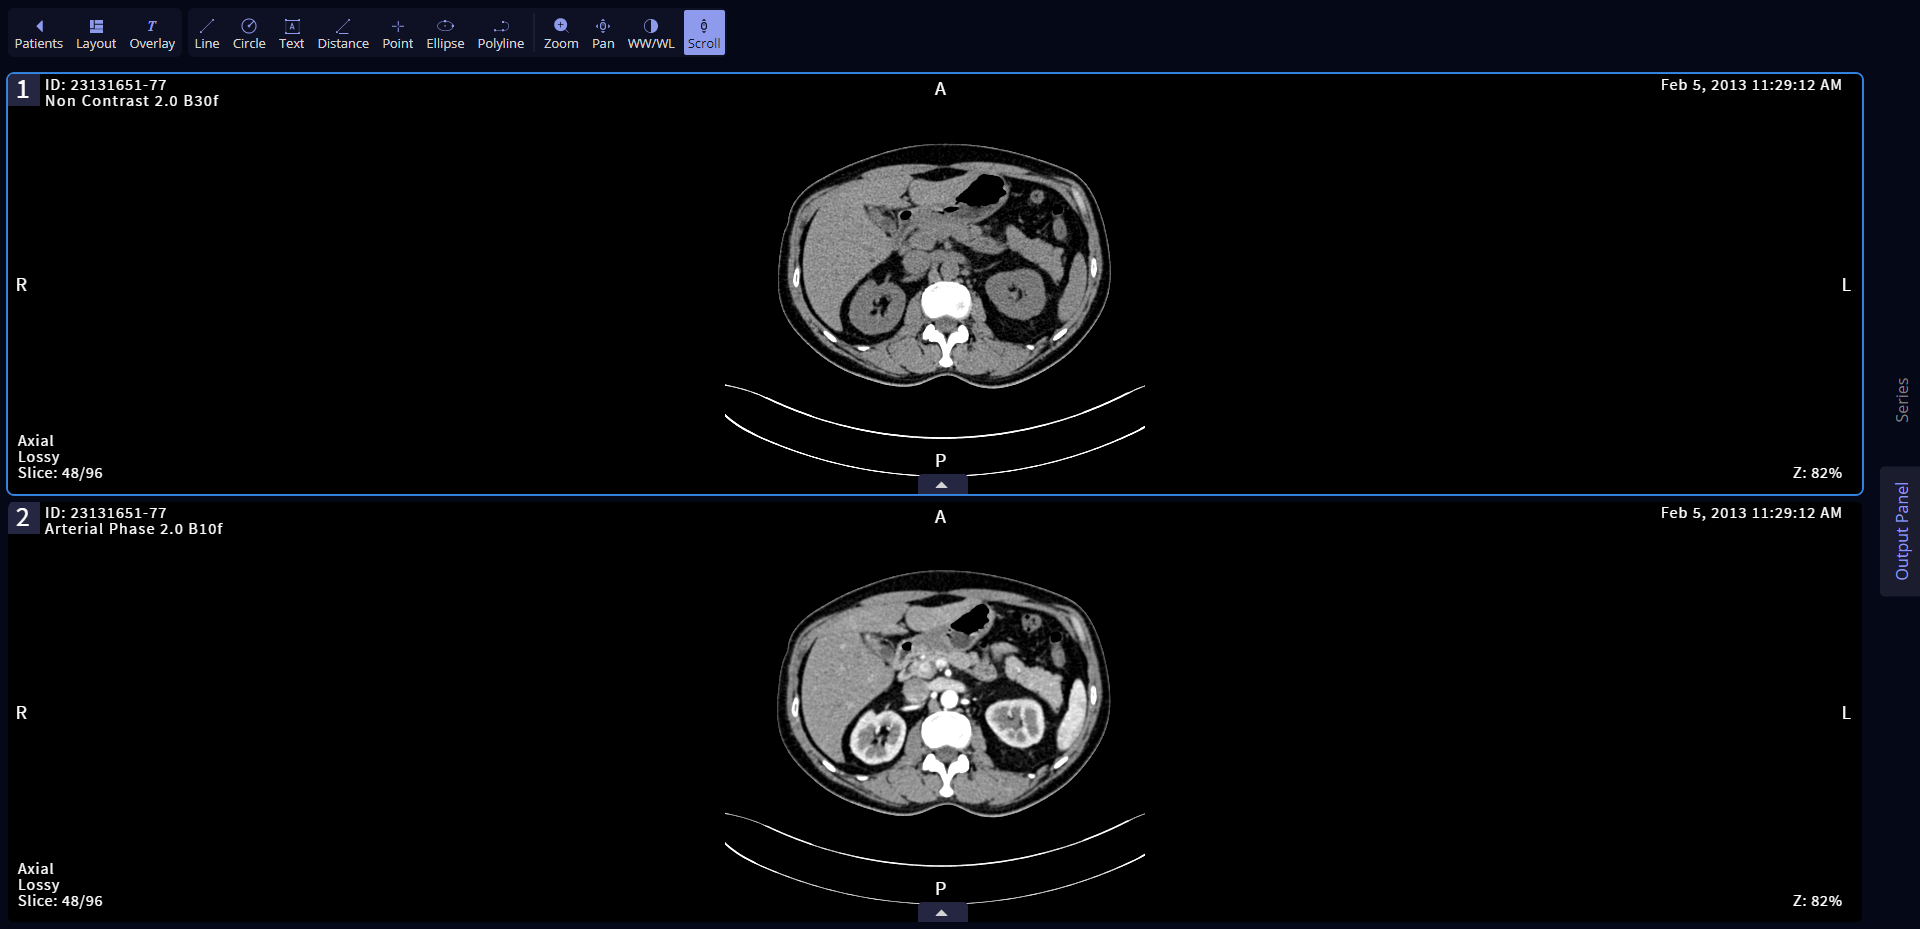 Patients Layout Overlay Line Circle Text Distance Point Ellipse Polyline Zoom Pan WW/WL Scroll
1
ID: 23131651-77
Non Contrast 2.0 B30f
A
Feb 5, 2013 11:29:12 AM
R
L
Axial
Lossy
Slice: 48/96
P
Z: 82%
2
ID: 23131651-77
Arterial Phase 2.0 B10f
A
Feb 5, 2013 11:29:12 AM
R
L
Axial
Lossy
Slice: 48/96
P
Z: 82%
Series
Output Panel